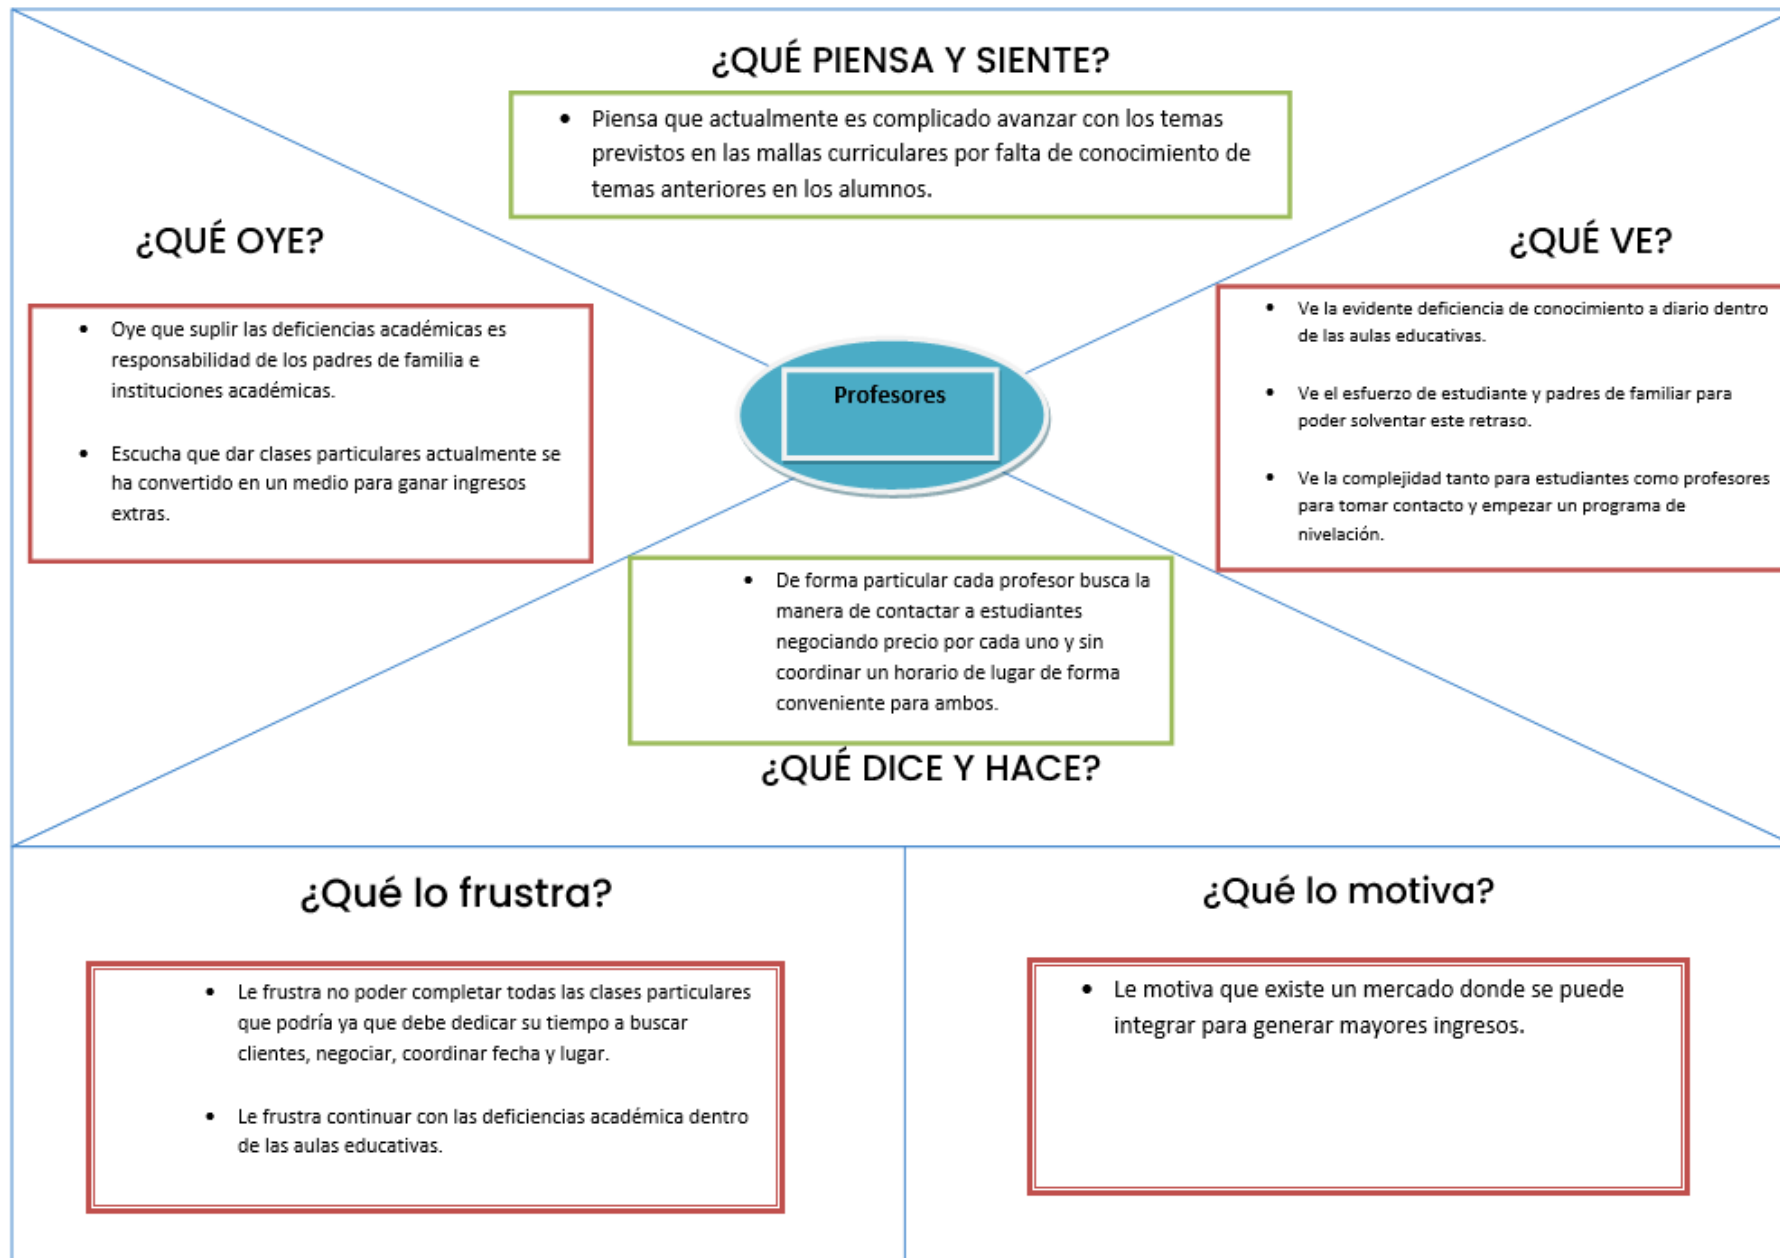 ¿QUÉ PIENSA Y SIENTE?
• Piensa que actualmente es complicado avanzar con los temas
previstos en las mallas curriculares por falta de conocimiento de
temas anteriores en los alumnos.
¿QUÉ OYE?
• Oye que suplir las deficiencias académicas es
responsabilidad de los padres de familia e
instituciones académicas.
• Escucha que dar clases particulares actualmente se
ha convertido en un medio para ganar ingresos
extras.
Profesores
¿QUÉ VE?
• Ve la evidente deficiencia de conocimiento a diario dentro
de las aulas educativas.
• Ve el esfuerzo de estudiante y padres de familiar para
poder solventar este retraso.
• Ve la complejidad tanto para estudiantes como profesores
para tomar contacto y empezar un programa de
nivelación.
• De forma particular cada profesor busca la
manera de contactar a estudiantes
negociando precio por cada uno y sin
coordinar un horario de lugar de forma
conveniente para ambos.
¿QUÉ DICE Y HACE?
¿Qué lo frustra?
• Le frustra no poder completar todas las clases particulares
que podría ya que debe dedicar su tiempo a buscar
clientes, negociar, coordinar fecha y lugar.
• Le frustra continuar con las deficiencias académica dentro
de las aulas educativas.
¿Qué lo motiva?
• Le motiva que existe un mercado donde se puede
integrar para generar mayores ingresos.